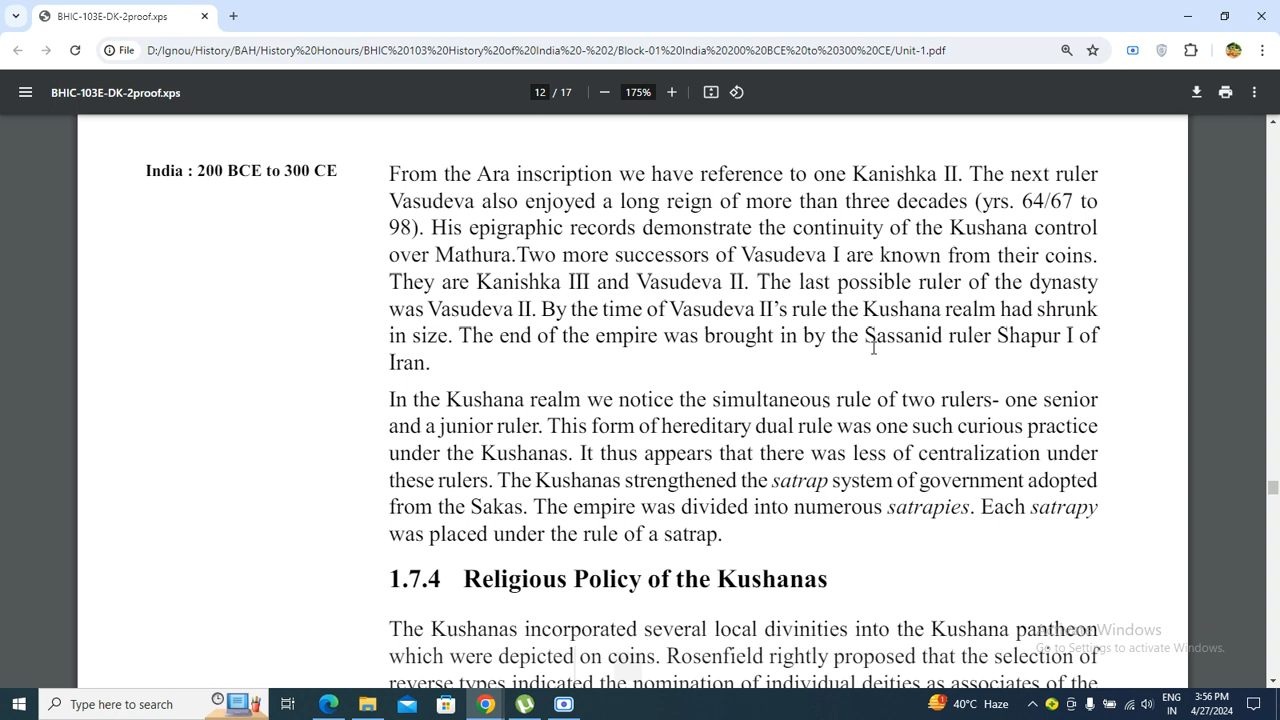 BHIC-103E-DK-2proof.xps
File D:/Ignou/History/BAH/History%20Honours/BHIC%20103%20History%20of%20India%20-%202/Block-01%20India%20200%20BCE%20to%20300%20CE/Unit-1.pdf
BHIC-103E-DK-2proof.xps 12 / 17 175%
India : 200 BCE to 300 CE
From the Ara inscription we have reference to one Kanishka II. The next ruler
Vasudeva also enjoyed a long reign of more than three decades (yrs. 64/67 to
98). His epigraphic records demonstrate the continuity of the Kushana control
over Mathura.Two more successors of Vasudeva I are known from their coins.
They are Kanishka III and Vasudeva II. The last possible ruler of the dynasty
was Vasudeva II. By the time of Vasudeva II’s rule the Kushana realm had shrunk
in size. The end of the empire was brought in by the Sassanid ruler Shapur I of
Iran.
In the Kushana realm we notice the simultaneous rule of two rulers- one senior
and a junior ruler. This form of hereditary dual rule was one such curious practice
under the Kushanas. It thus appears that there was less of centralization under
these rulers. The Kushanas strengthened the satrap system of government adopted
from the Sakas. The empire was divided into numerous satrapies. Each satrapy
was placed under the rule of a satrap.
1.7.4 Religious Policy of the Kushanas
The Kushanas incorporated several local divinities into the Kushana pantheon
which were depicted on coins. Rosenfield rightly proposed that the selection of
reverse types indicated the nomination of individual deities as associates of the
Activate Windows
Go to Settings to activate Windows.
Type here to search
40°C Haze
ENG
IN
3:56 PM
4/27/2024